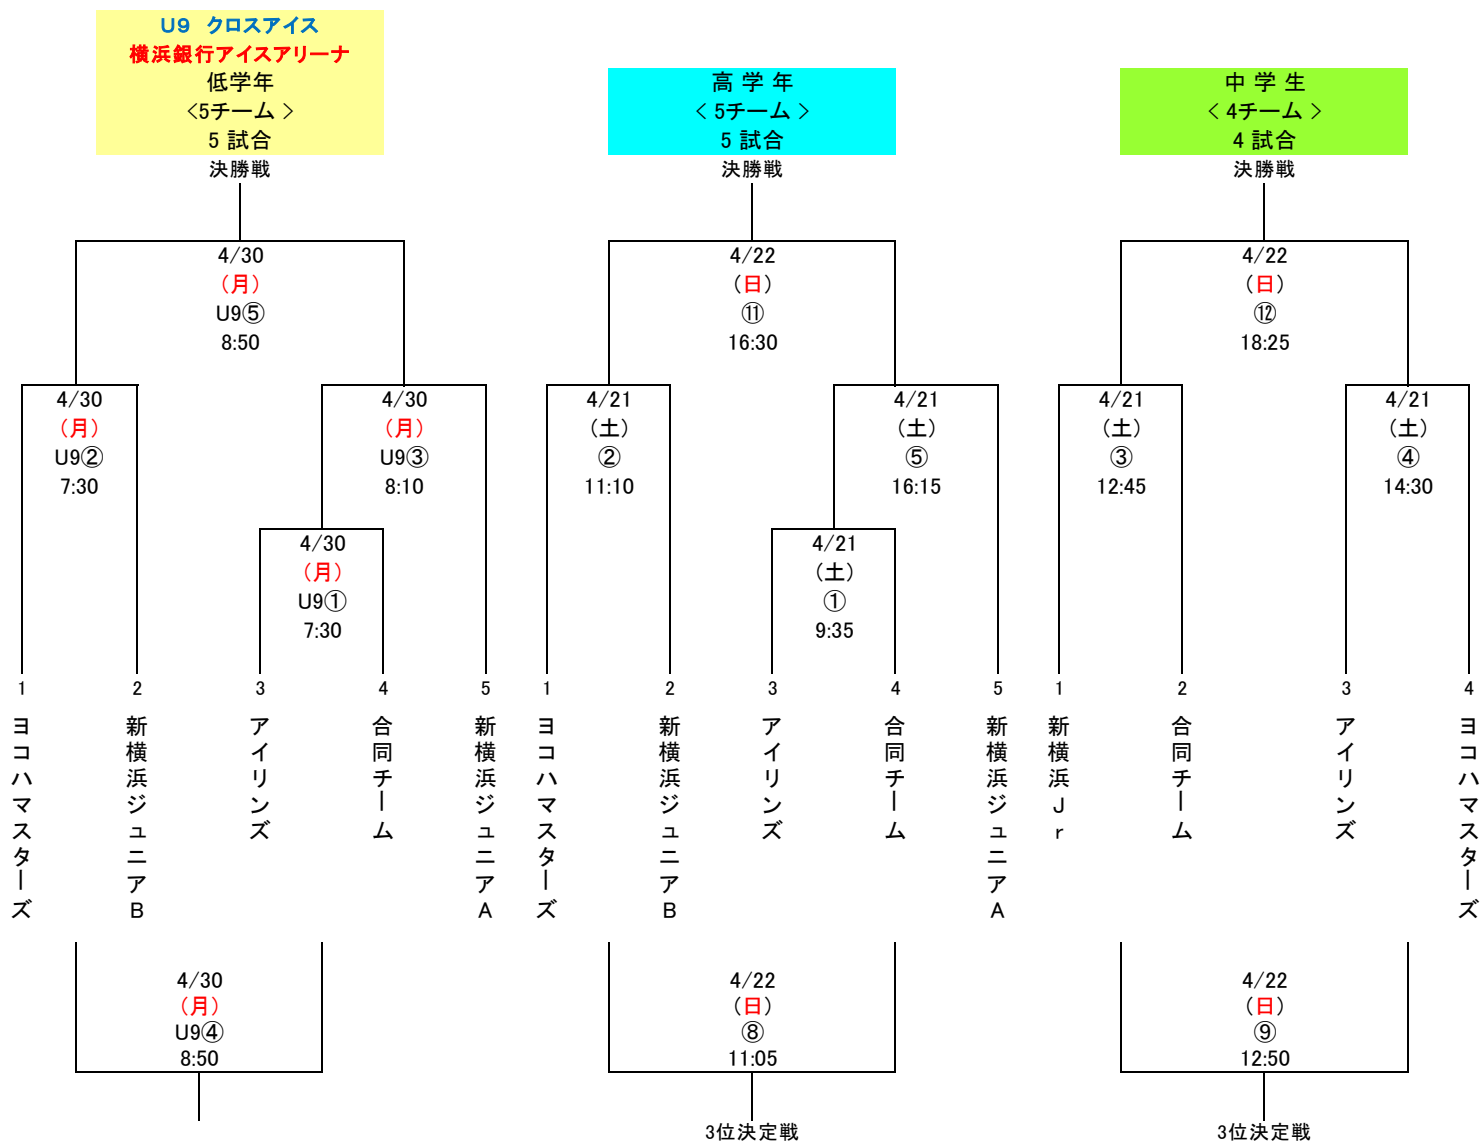 U9 クロスアイス
横浜銀行アイスアリーナ
低学年
<5チーム >
5 試合
決勝戦
4/30
(月)
U9⑤
8:50
4/30
(月)
U9②
7:30
4/30
(月)
U9③
8:10
4/30
(月)
U9①
7:30
1
2
3
4
5
ヨコハマスターズ
新横浜ジュニアB
アイリンズ
合同チーム
新横浜ジュニアA
4/30
(月)
U9④
8:50
高 学 年
< 5チーム >
5 試合
決勝戦
4/22
(日)
⑪
16:30
4/21
(土)
②
11:10
4/21
(土)
⑤
16:15
4/21
(土)
①
9:35
1
2
3
4
5
ヨコハマスターズ
新横浜ジュニアB
アイリンズ
合同チーム
新横浜ジュニアA
4/22
(日)
⑧
11:05
3位決定戦
中 学 生
< 4チーム >
4 試合
決勝戦
4/22
(日)
⑫
18:25
4/21
(土)
③
12:45
4/21
(土)
④
14:30
1
2
3
4
新横浜Jr
合同チーム
アイリンズ
ヨコハマスターズ
4/22
(日)
⑨
12:50
3位決定戦